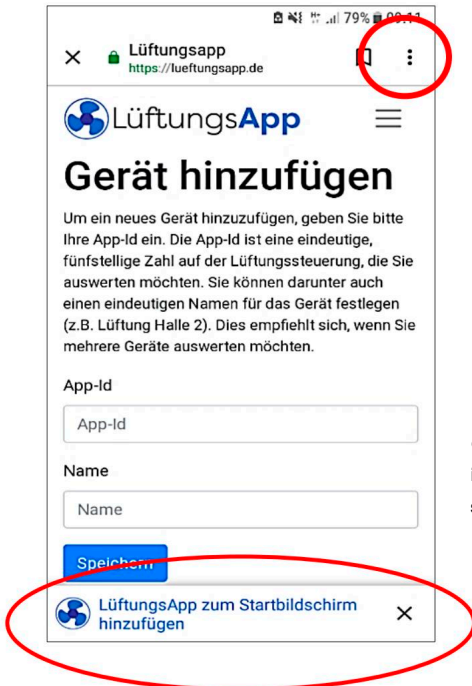 79% 09:11
Lüftungsapp
https://lueftungsapp.de
LüftungsApp
Gerät hinzufügen
Um ein neues Gerät hinzuzufügen, geben Sie bitte
Ihre App-Id ein. Die App-Id ist eine eindeutige,
fünfstellige Zahl auf der Lüftungssteuerung, die Sie
auswerten möchten. Sie können darunter auch
einen eindeutigen Namen für das Gerät festlegen
(z.B. Lüftung Halle 2). Dies empfiehlt sich, wenn Sie
mehrere Geräte auswerten möchten.
App-Id
App-Id
Name
Name
Speichern
LüftungsApp zum Startbildschirm
hinzufügen